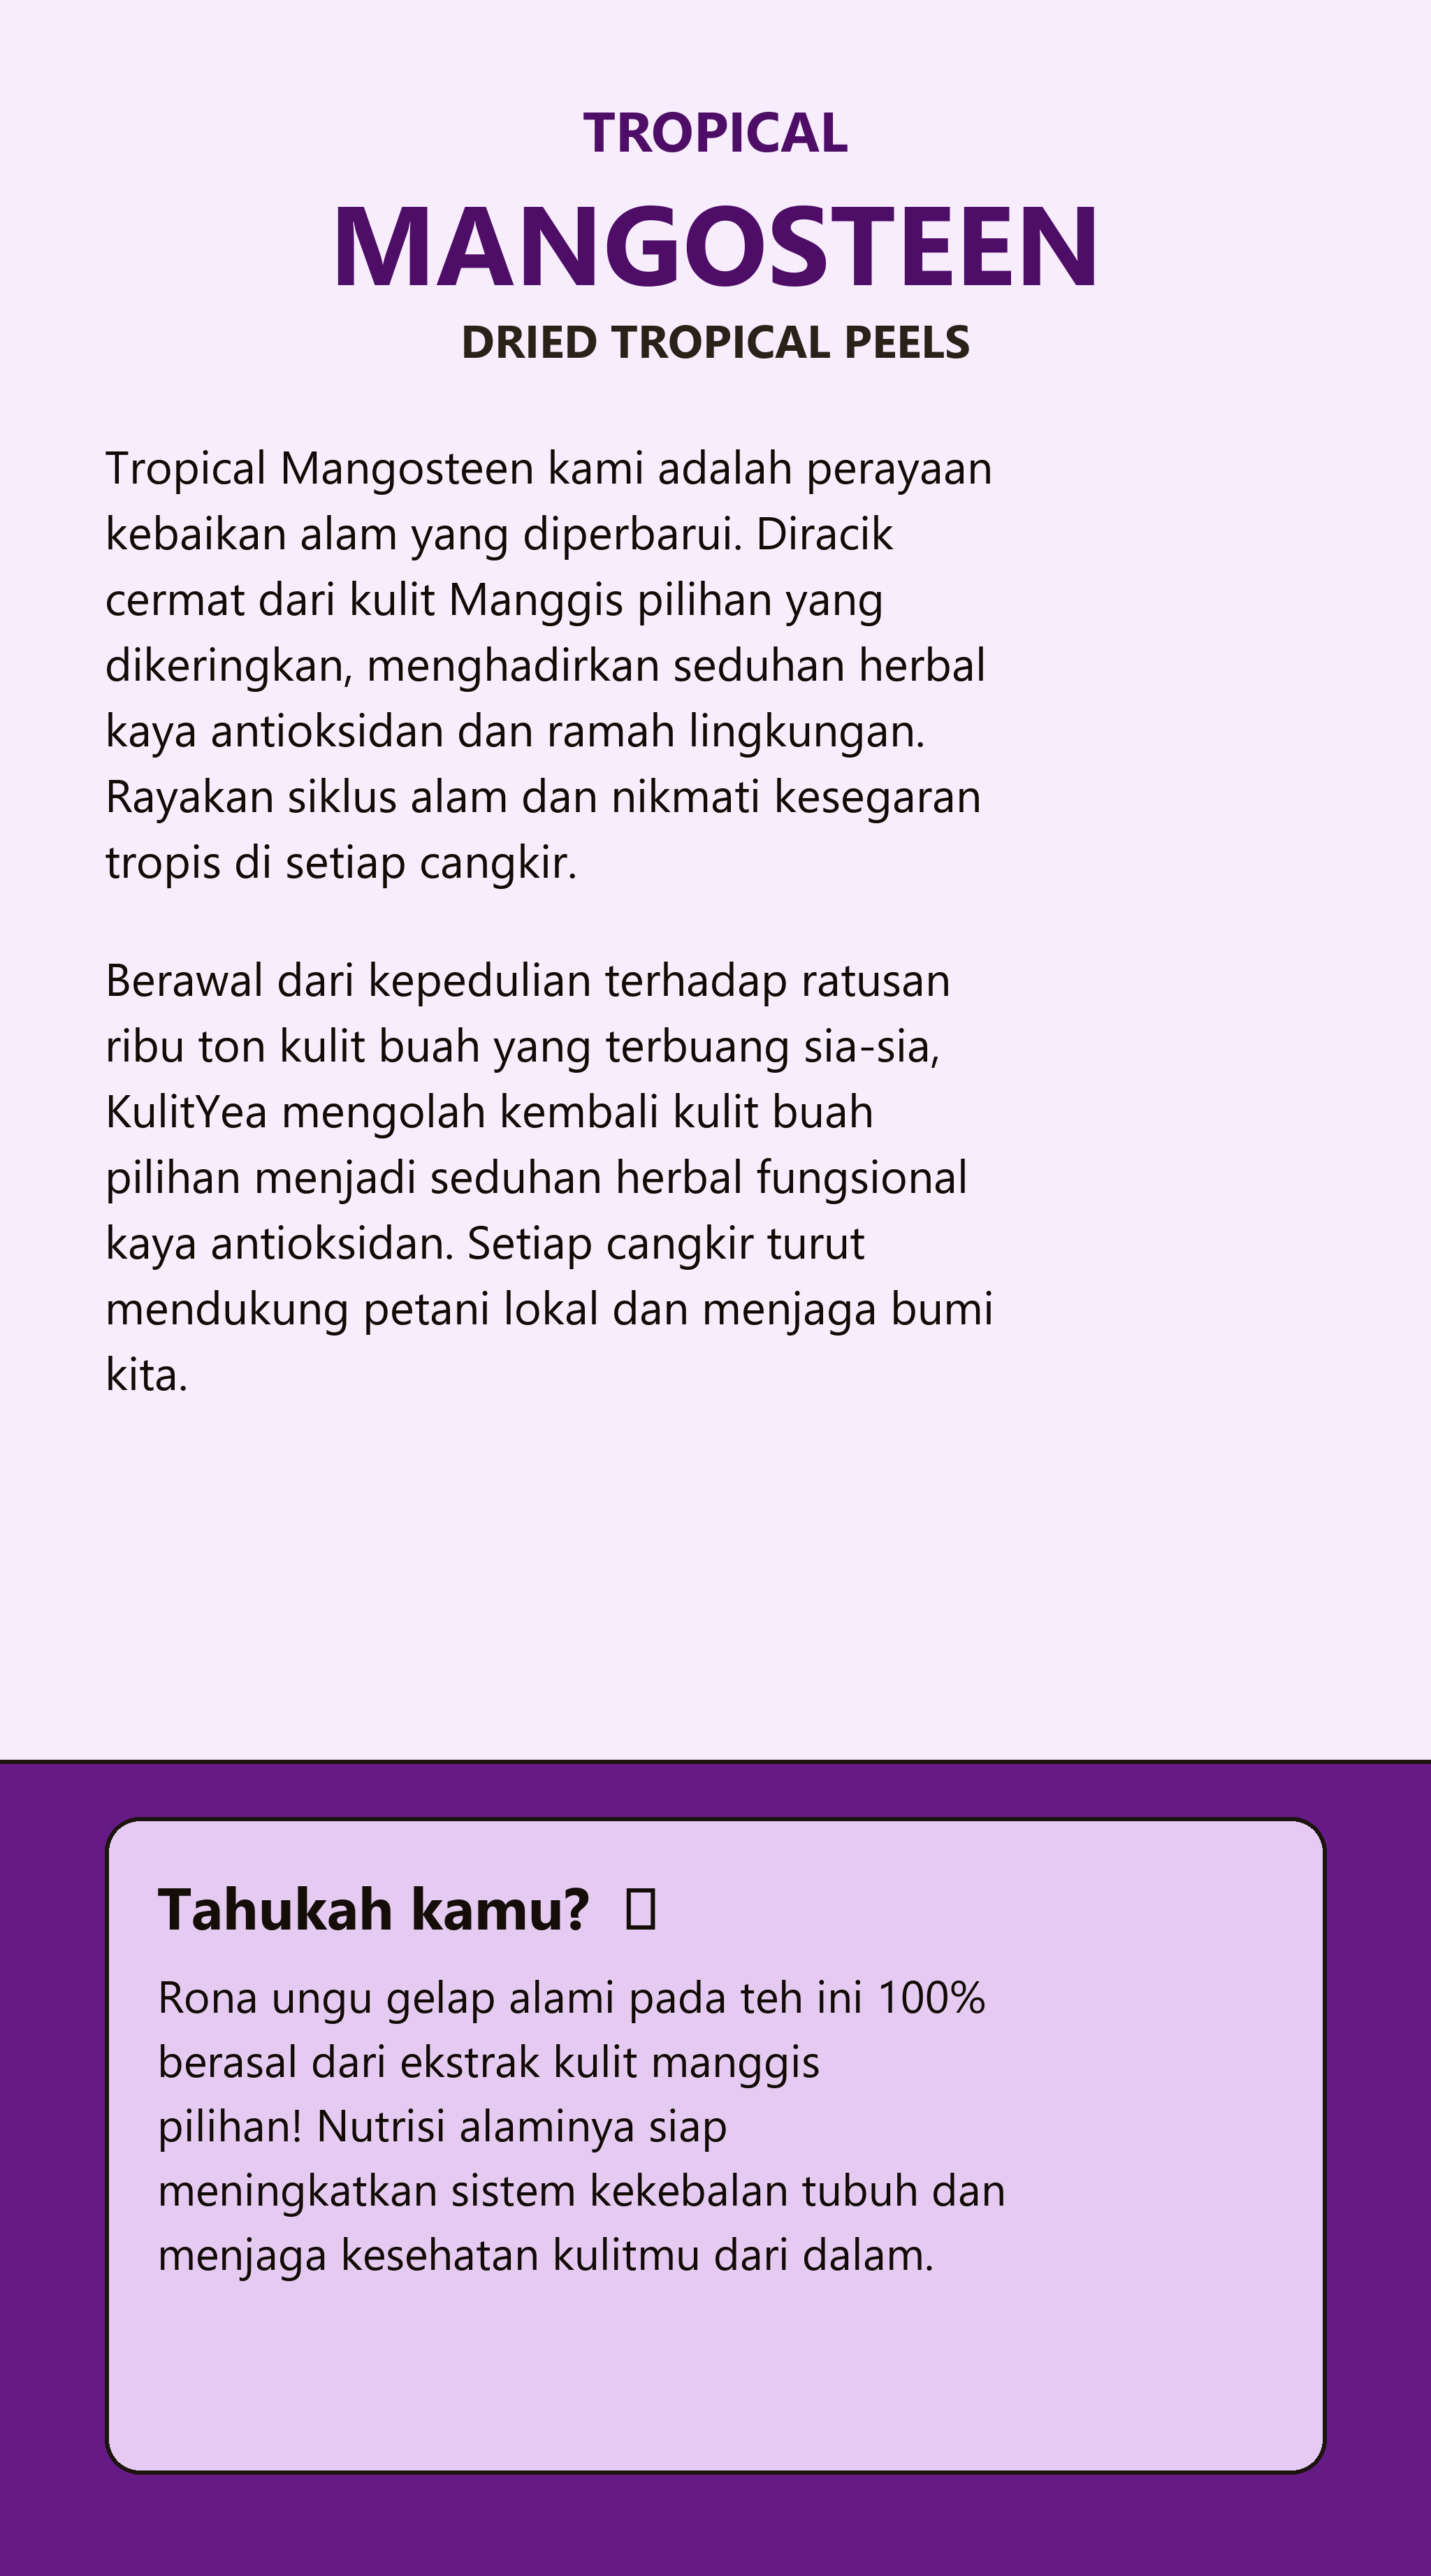 TROPICAL
MANGOSTEEN
DRIED TROPICAL PEELS
Tropical Mangosteen kami adalah perayaan
kebaikan alam yang diperbarui. Diracik
cermat dari kulit Manggis pilihan yang
dikeringkan, menghadirkan seduhan herbal
kaya antioksidan dan ramah lingkungan.
Rayakan siklus alam dan nikmati kesegaran
tropis di setiap cangkir.
Berawal dari kepedulian terhadap ratusan
ribu ton kulit buah yang terbuang sia-sia,
KulitYea mengolah kembali kulit buah
pilihan menjadi seduhan herbal fungsional
kaya antioksidan. Setiap cangkir turut
mendukung petani lokal dan menjaga bumi
kita.
Tahukah kamu?
Rona ungu gelap alami pada teh ini 100%
berasal dari ekstrak kulit manggis
pilihan! Nutrisi alaminya siap
meningkatkan sistem kekebalan tubuh dan
menjaga kesehatan kulitmu dari dalam.